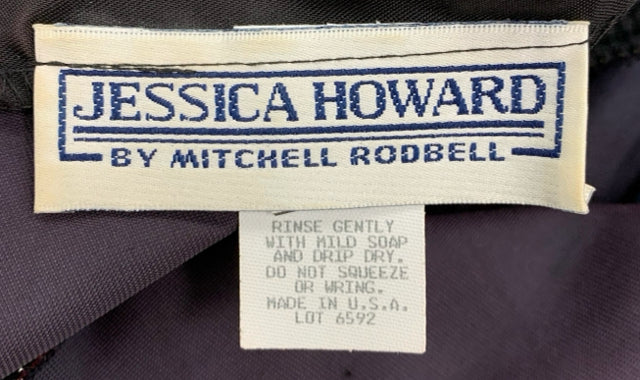 JESSICA HOWARD
BY MITCHELL RODBELL
RINSE GENTLY
WITH MILD SOAP
AND DRIP DRY.
DO NOT SQUEEZE
OR WRING.
MADE IN U.S.A.
LOT 6592